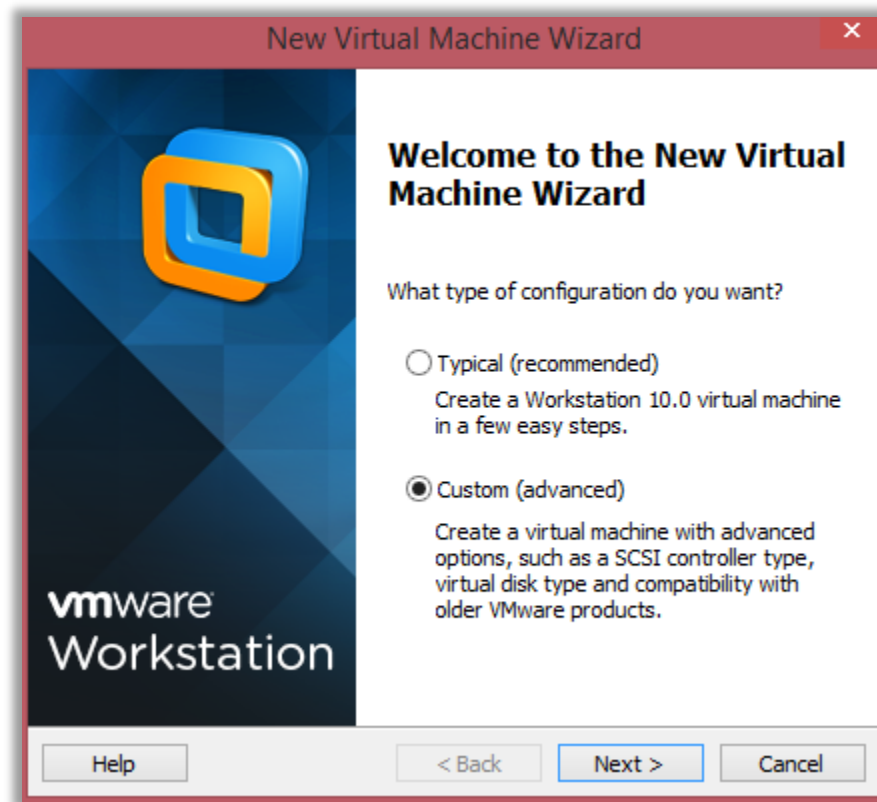 New Virtual Machine Wizard
Welcome to the New Virtual
Machine Wizard
What type of configuration do you want?
Typical (recommended)
Create a Workstation 10.0 virtual machine
in a few easy steps.
Custom (advanced)
Create a virtual machine with advanced
options, such as a SCSI controller type,
virtual disk type and compatibility with
older VMware products.
vmware
Workstation
Help
< Back
Next >
Cancel